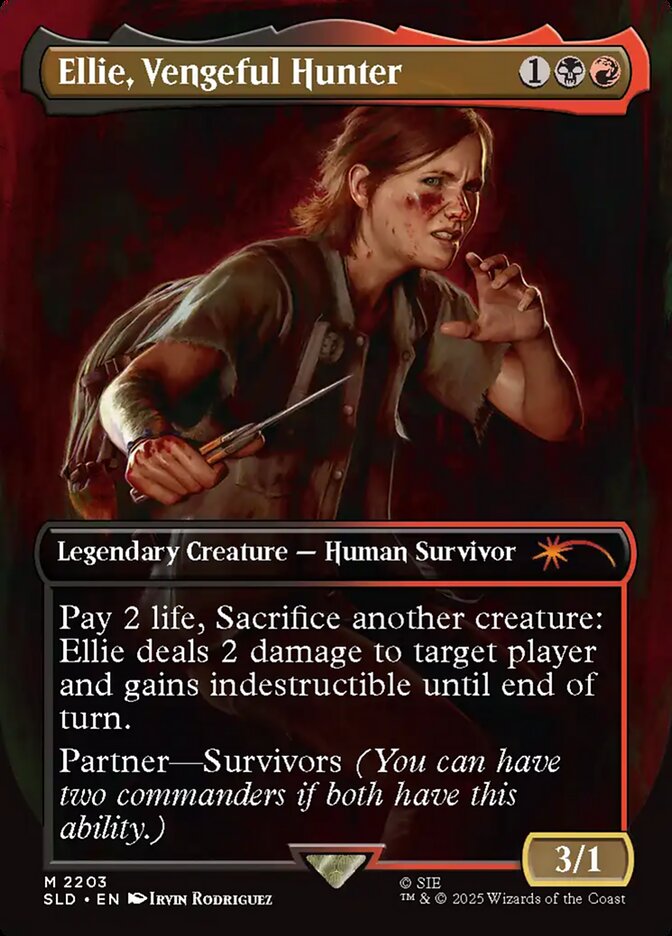 Ellie, Vengeful Hunter 1
Legendary Creature — Human Survivor
Pay 2 life, Sacrifice another creature:
Ellie deals 2 damage to target player
and gains indestructible until end of
turn.
Partner—Survivors (You can have
two commanders if both have this
ability.)
3/1
M 2203
SLD • EN Irvin Rodriguez
© SIE
™ & © 2025 Wizards of the Coast